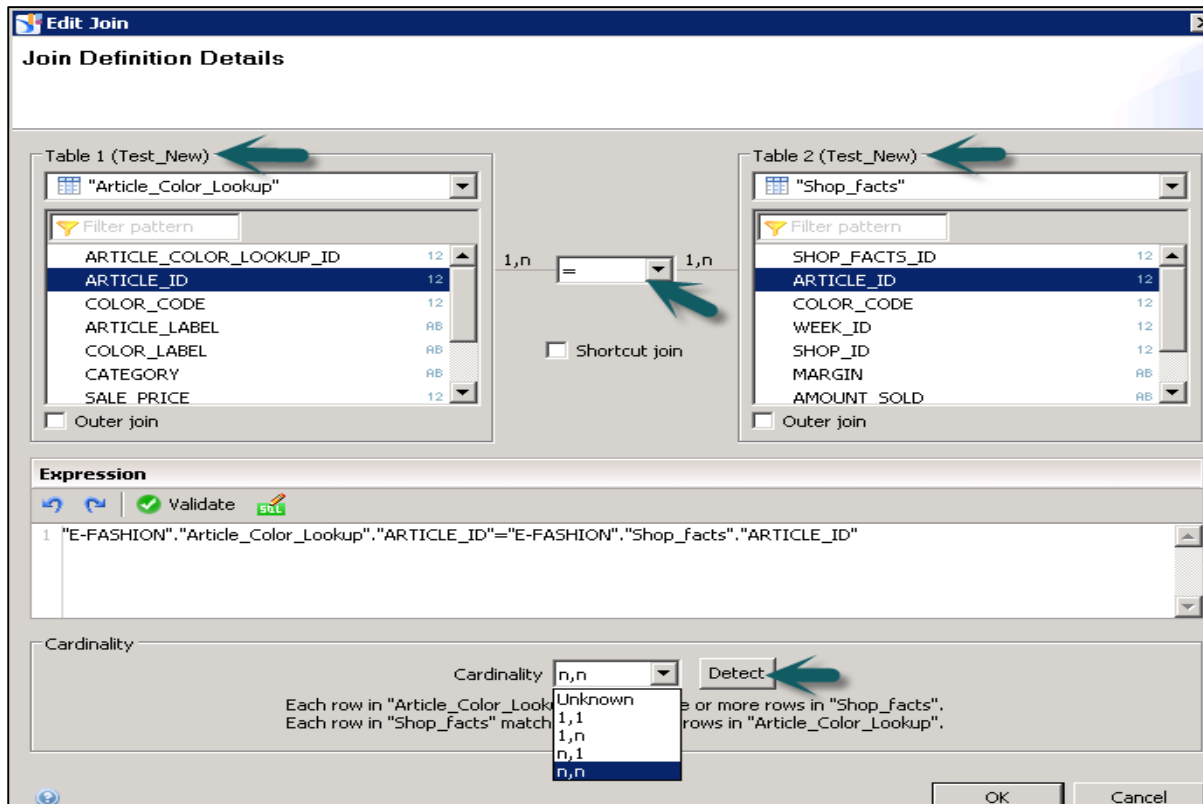 Edit Join
Join Definition Details
Table 1 (Test_New)
"Article_Color_Lookup"
Filter pattern
ARTICLE_COLOR_LOOKUP_ID 12
ARTICLE_ID 12
COLOR_CODE 12
ARTICLE_LABEL AB
COLOR_LABEL AB
CATEGORY AB
SALE_PRICE 12
Outer join
1,n = 1,n
Shortcut join
Table 2 (Test_New)
"Shop_facts"
Filter pattern
SHOP_FACTS_ID 12
ARTICLE_ID 12
COLOR_CODE 12
WEEK_ID 12
SHOP_ID 12
MARGIN AB
AMOUNT_SOLD AB
Outer join
Expression
Validate SQL
1 "E-FASHION"."Article_Color_Lookup"."ARTICLE_ID"="E-FASHION"."Shop_facts"."ARTICLE_ID"
Cardinality
Cardinality n,n Detect
Each row in "Article_Color_Look e or more rows in "Shop_facts".
Each row in "Shop_facts" match rows in "Article_Color_Lookup".
Unknown
1,1
1,n
n,1
n,n
OK Cancel